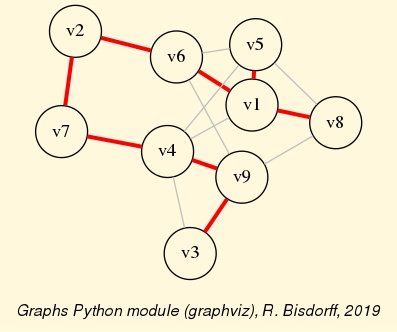 v2
v5
v6
v1
v8
v7
v4
v9
v3
Graphs Python module (graphviz), R. Bisdorff, 2019